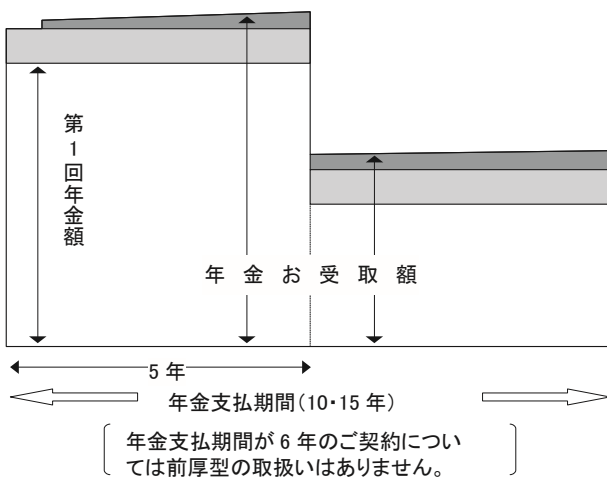 第1回年金額
年金お受取額
5年
年金支払期間(10・15年)
年金支払期間が6年のご契約につい
ては前厚型の取扱いはありません。